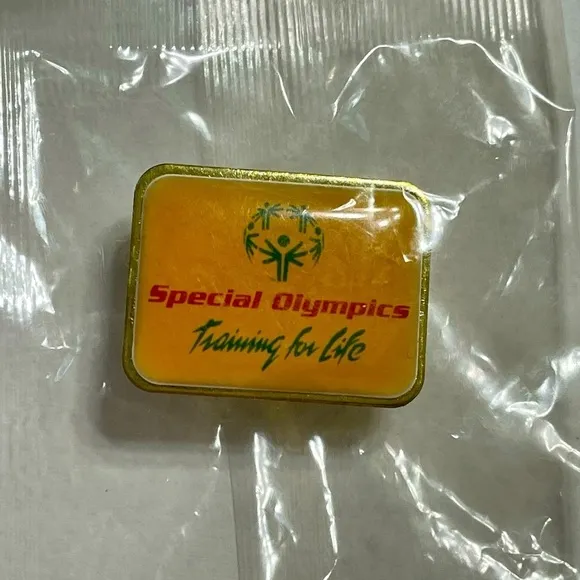 Special Olympics
Training for Life